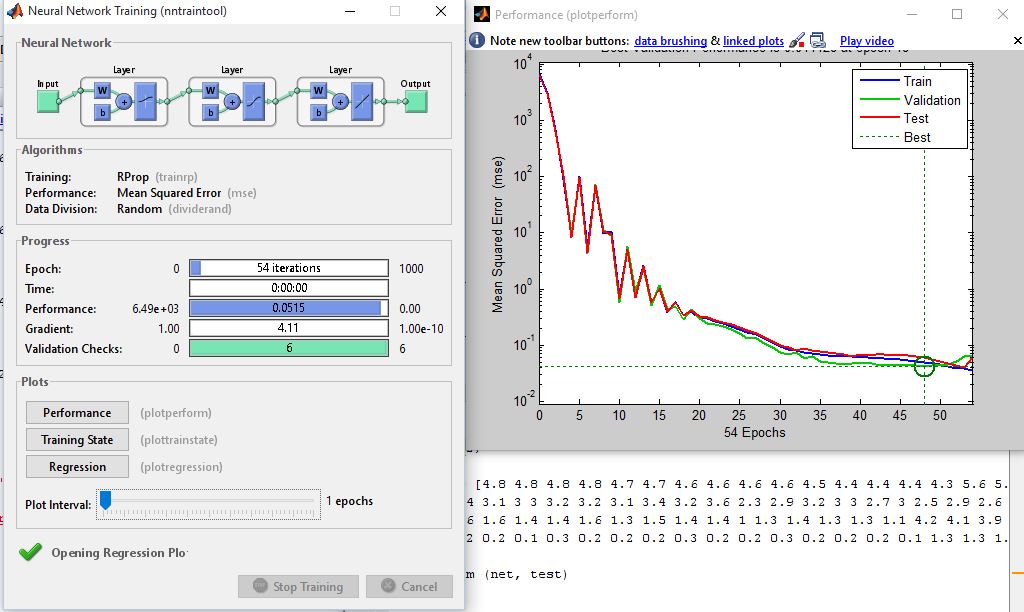 Neural Network Training (nntraintool)
Neural Network
Layer Layer Layer
Input Output
W W W
b b b
Algorithms
Training: RProp (trainrp)
Performance: Mean Squared Error (mse)
Data Division: Random (dividerand)
Progress
Epoch: 0 54 iterations 1000
Time: 0:00:00
Performance: 6.49e+03 0.0515 0.00
Gradient: 1.00 4.11 1.00e-10
Validation Checks: 0 6 6
Plots
Performance (plotperform)
Training State (plottrainstate)
Regression (plotregression)
Plot Interval: 1 epochs
Opening Regression Plo
Stop Training Cancel
Performance (plotperform)
Note new toolbar buttons: data brushing & linked plots Play video
10^4
10^3
10^2
10^1
10^0
10^-1
10^-2
Mean Squared Error (mse)
Train
Validation
Test
Best
0 5 10 15 20 25 30 35 40 45 50
54 Epochs
[4.8 4.8 4.8 4.8 4.7 4.7 4.6 4.6 4.6 4.6 4.5 4.4 4.4 4.4 4.3 5.6 5.
4 3.1 3 3.2 3.2 3.1 3.4 3.2 3.6 2.3 2.9 3.2 3 3 2.7 3 2.5 2.9 2.6
6 1.6 1.4 1.4 1.6 1.3 1.5 1.4 1.4 1 1.3 1.4 1.3 1.3 1.1 4.2 4.1 3.9
2 0.2 0.1 0.3 0.2 0.2 0.2 0.3 0.2 0.3 0.2 0.2 0.2 0.1 1.3 1.3 1.
m (net, test)